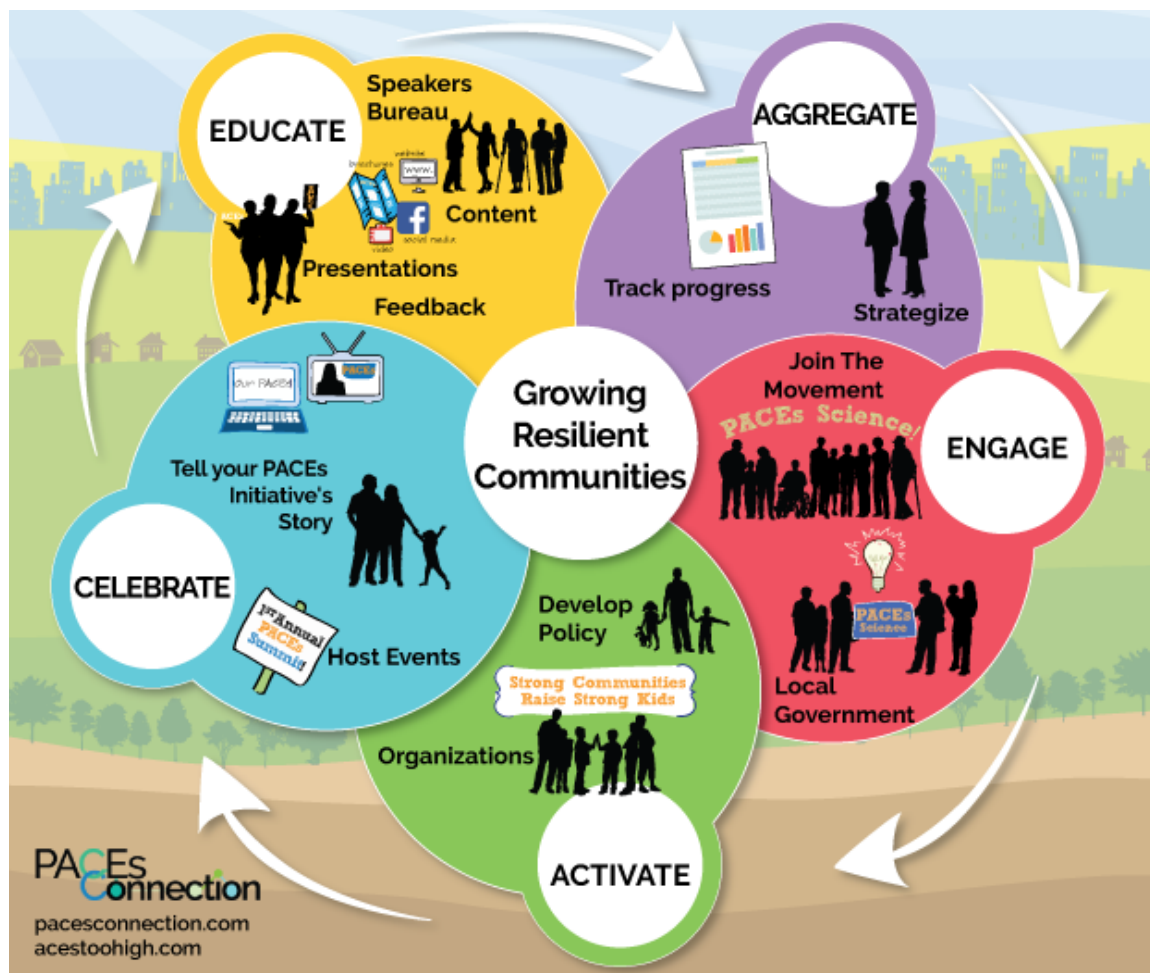 EDUCATE
Speakers
Bureau
website
www.
brochures
Content
social media
video
ACEs
Presentations
Feedback
AGGREGATE
Track progress
Strategize
Join The
Movement
PACEs Science!
ENGAGE
PACEs
Science
Local
Government
Growing
Resilient
Communities
Develop
Policy
Strong Communities
Raise Strong Kids
Organizations
ACTIVATE
our PACEs
PACEs
Tell your PACEs
Initiative's
Story
CELEBRATE
1ST Annual
PACEs
Summit!
Host Events
PACEs
Connection
pacesconnection.com
acestoohigh.com